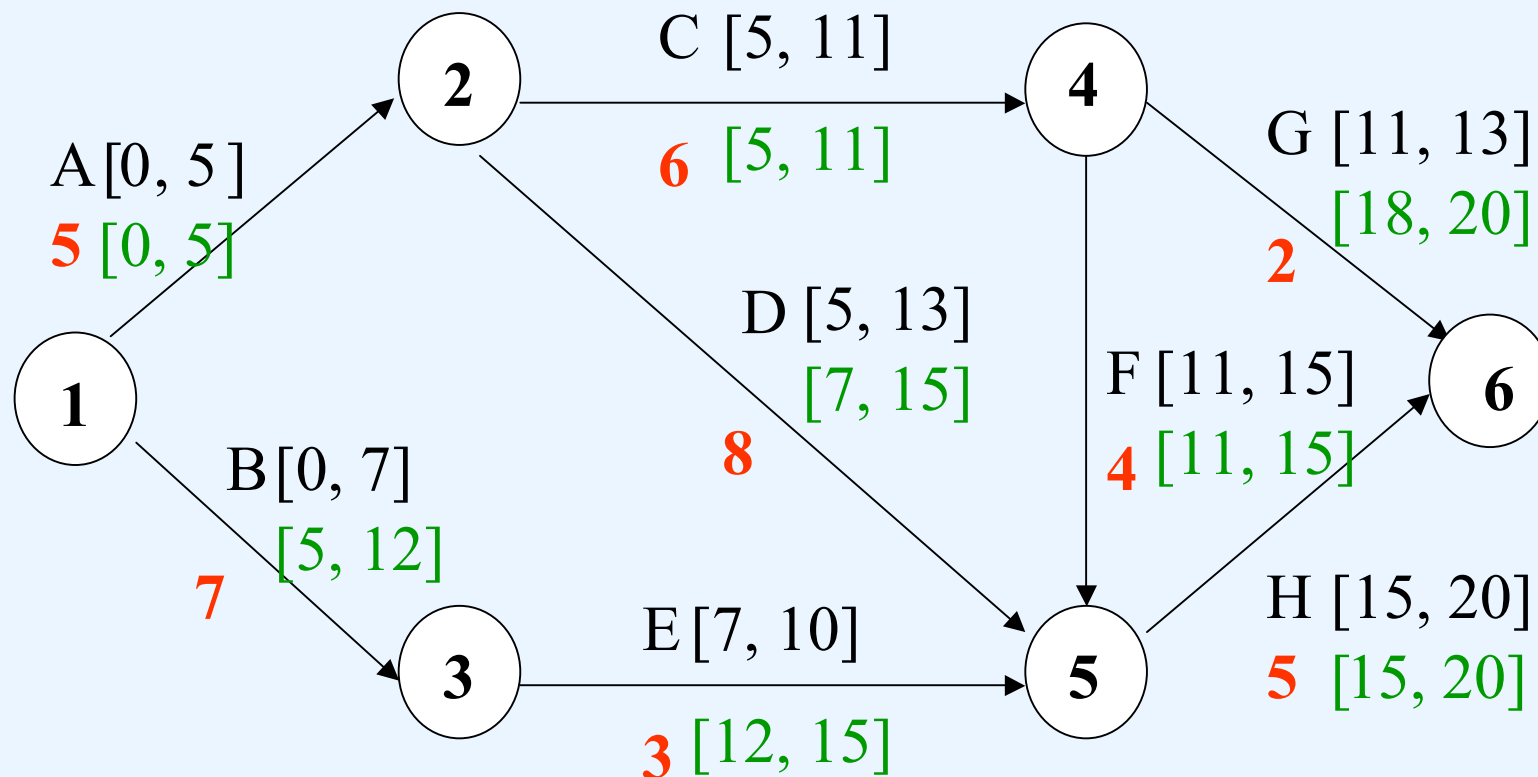 2
C [5, 11]
6 [5, 11]
4
A [0, 5 ]
5 [0, 5]
G [11, 13]
[18, 20]
2
D [5, 13]
[7, 15]
8
F [11, 15]
4 [11, 15]
1
6
B [0, 7]
[5, 12]
7
3
E [7, 10]
3 [12, 15]
5
H [15, 20]
5 [15, 20]